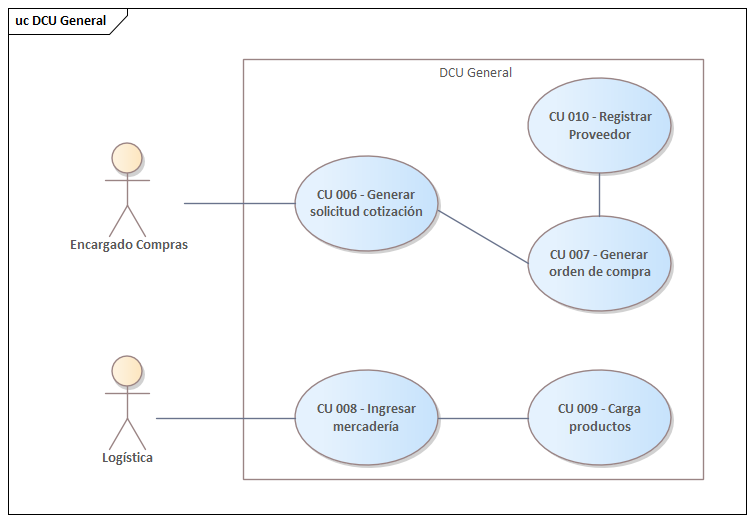 uc DCU General
DCU General
CU 010 - Registrar
Proveedor
CU 006 - Generar
solicitud cotización
Encargado Compras
CU 007 - Generar
orden de compra
CU 008 - Ingresar
mercadería
CU 009 - Carga
productos
Logística